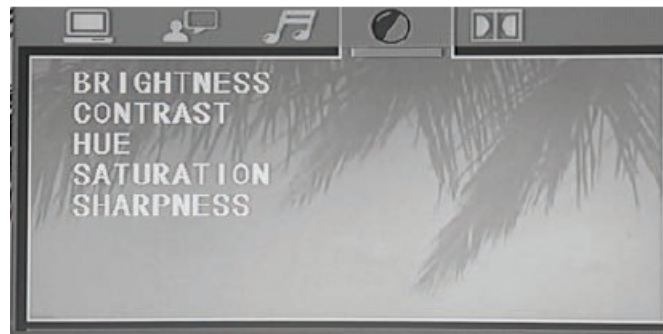 BRIGHTNESS
CONTRAST
HUE
SATURATION
SHARPNESS